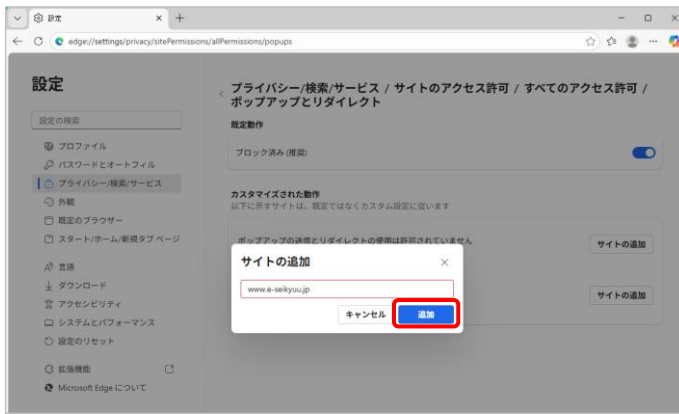 設定
edge://settings/privacy/sitePermissions/allPermissions/popups
設定
プライバシー/検索/サービス / サイトのアクセス許可 / すべてのアクセス許可 /
ポップアップとリダイレクト
設定の検索
既定動作
プロファイル
ブロック済み (推奨)
パスワードとオートフィル
プライバシー/検索/サービス
外観
カスタマイズされた動作
以下に示すサイトは、既定ではなくカスタム設定に従います
既定のブラウザー
スタート/ホーム/新規タブ ページ
ポップアップの送信とリダイレクトの使用は許可されていません
サイトの追加
サイトの追加
言語
ダウンロード
www.e-seikyuu.jp
サイトの追加
アクセシビリティ
キャンセル
追加
システムとパフォーマンス
設定のリセット
拡張機能
Microsoft Edge について